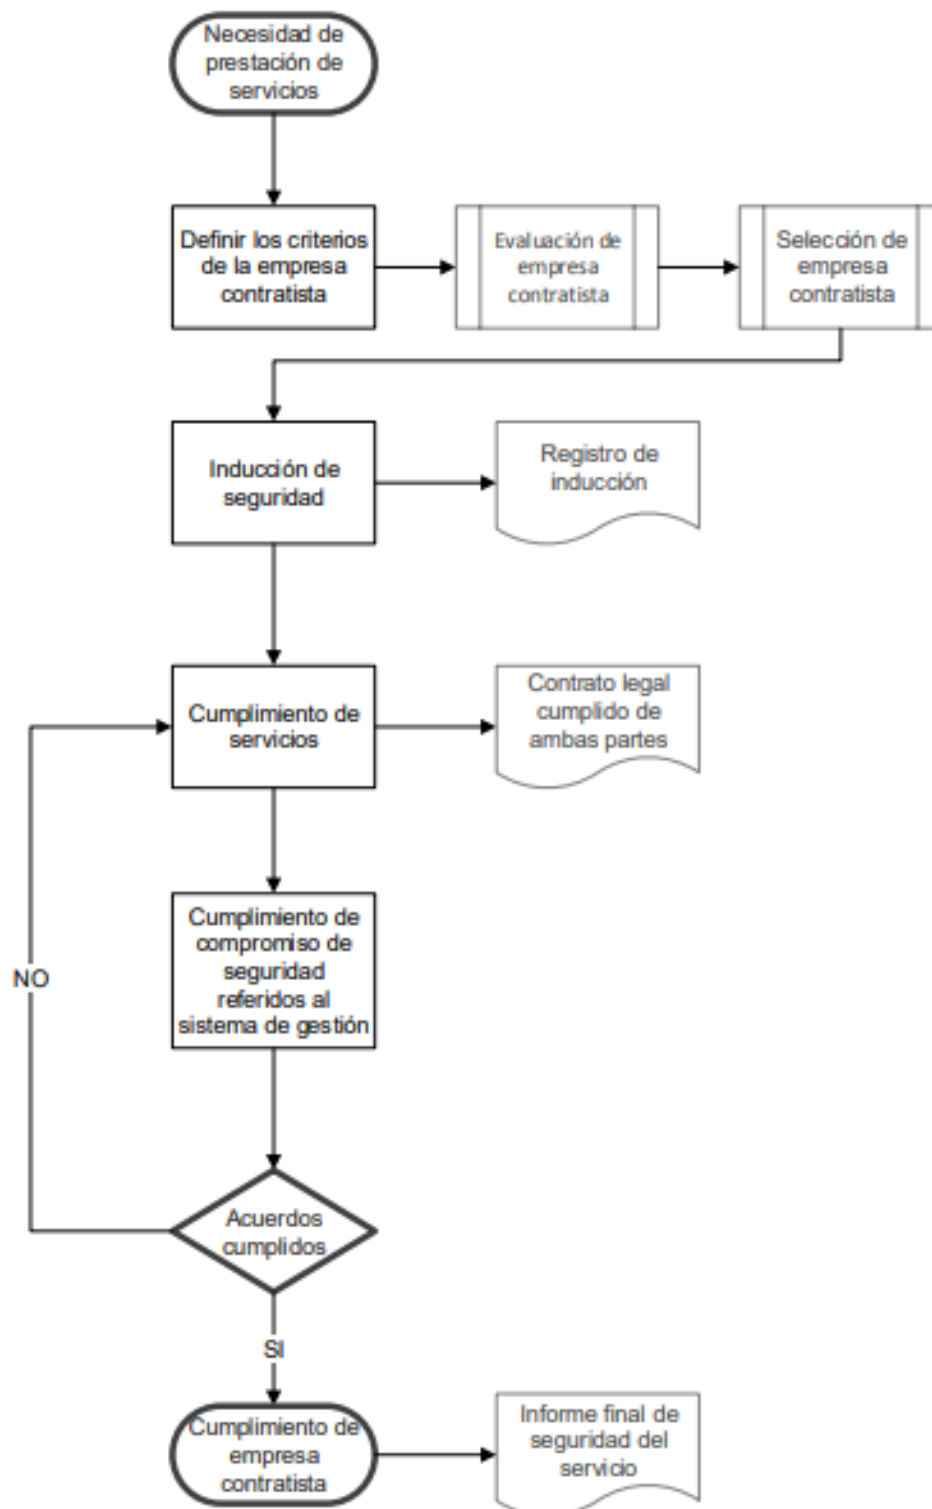 Necesidad de
prestación de
servicios
Definir los criterios
de la empresa
contratista
Evaluación de
empresa
contratista
Selección de
empresa
contratista
Inducción de
seguridad
Registro de
inducción
Cumplimiento de
servicios
Contrato legal
cumplido de
ambas partes
Cumplimiento de
compromiso de
seguridad
referidos al
sistema de gestión
NO
Acuerdos
cumplidos
SI
Cumplimiento de
empresa
contratista
Informe final de
seguridad del
servicio